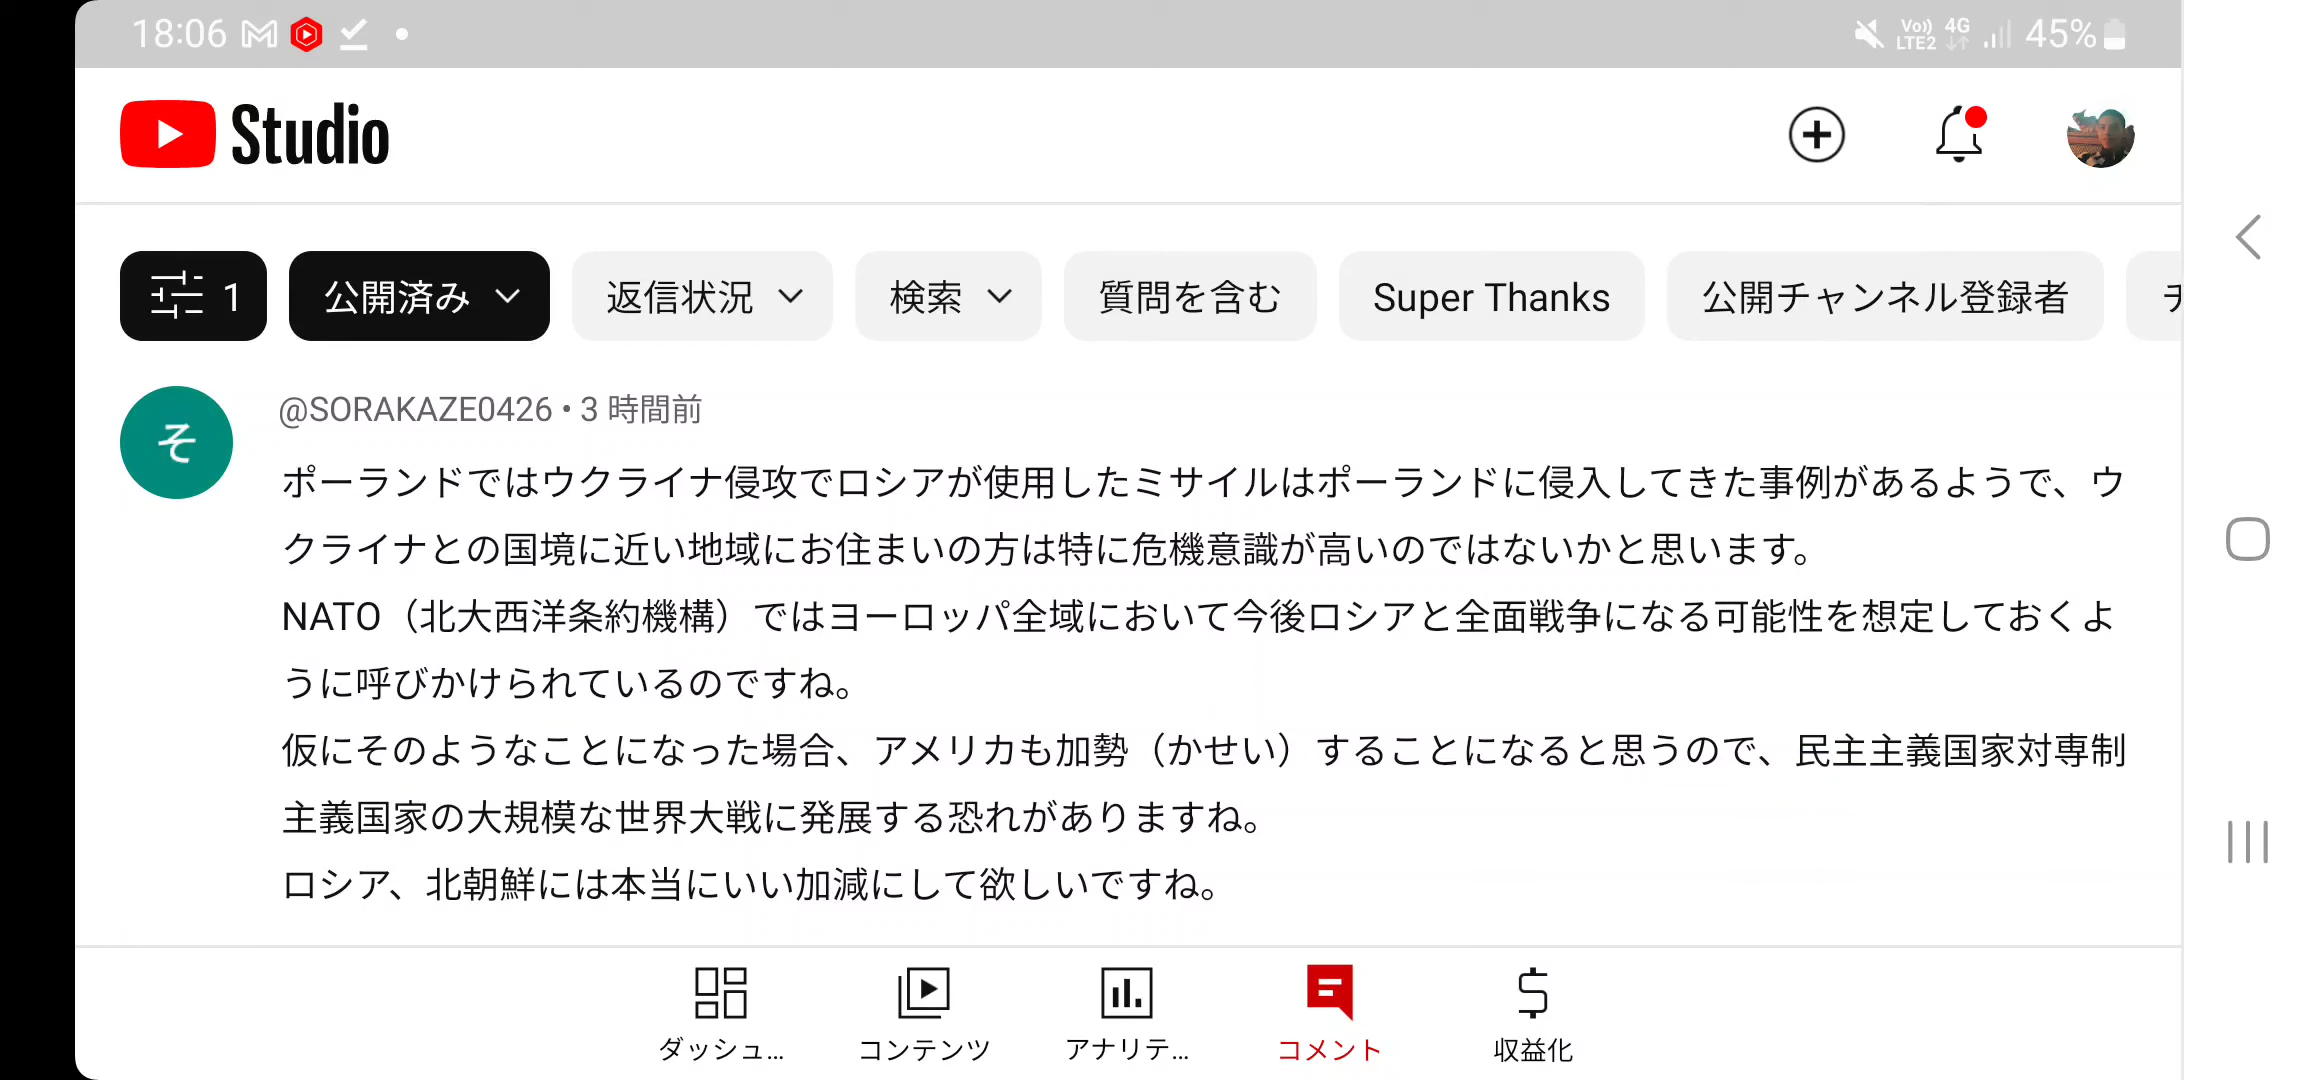 18:06
Vo)) LTE2 4G 45%
Studio
1 公開済み 返信状況 検索 質問を含む Super Thanks 公開チャンネル登録者 チ
そ
@SORAKAZE0426 • 3 時間前
ポーランドではウクライナ侵攻でロシアが使用したミサイルはポーランドに侵入してきた事例があるようで、ウ
クライナとの国境に近い地域にお住まいの方は特に危機意識が高いのではないかと思います。
NATO（北大西洋条約機構）ではヨーロッパ全域において今後ロシアと全面戦争になる可能性を想定しておくよ
うに呼びかけられているのですね。
仮にそのようなことになった場合、アメリカも加勢（かせい）することになると思うので、民主主義国家対専制
主義国家の大規模な世界大戦に発展する恐れがありますね。
ロシア、北朝鮮には本当にいい加減にして欲しいですね。
ダッシュ... コンテンツ アナリテ... コメント 収益化